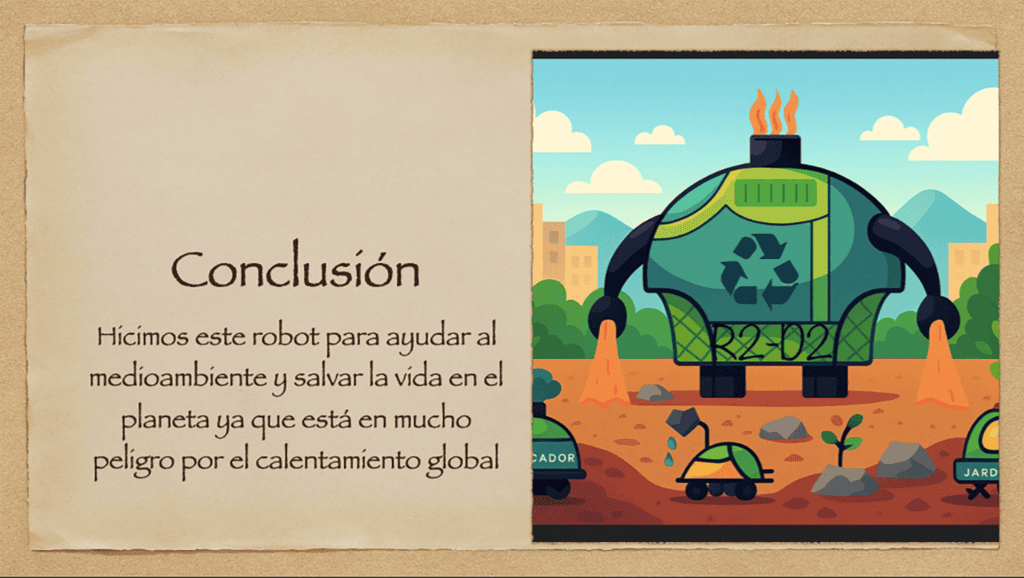 Conclusión
Hicimos este robot para ayudar al
medioambiente y salvar la vida en el
planeta ya que está en mucho
peligro por el calentamiento global
R2-D2
CADOR
JARD